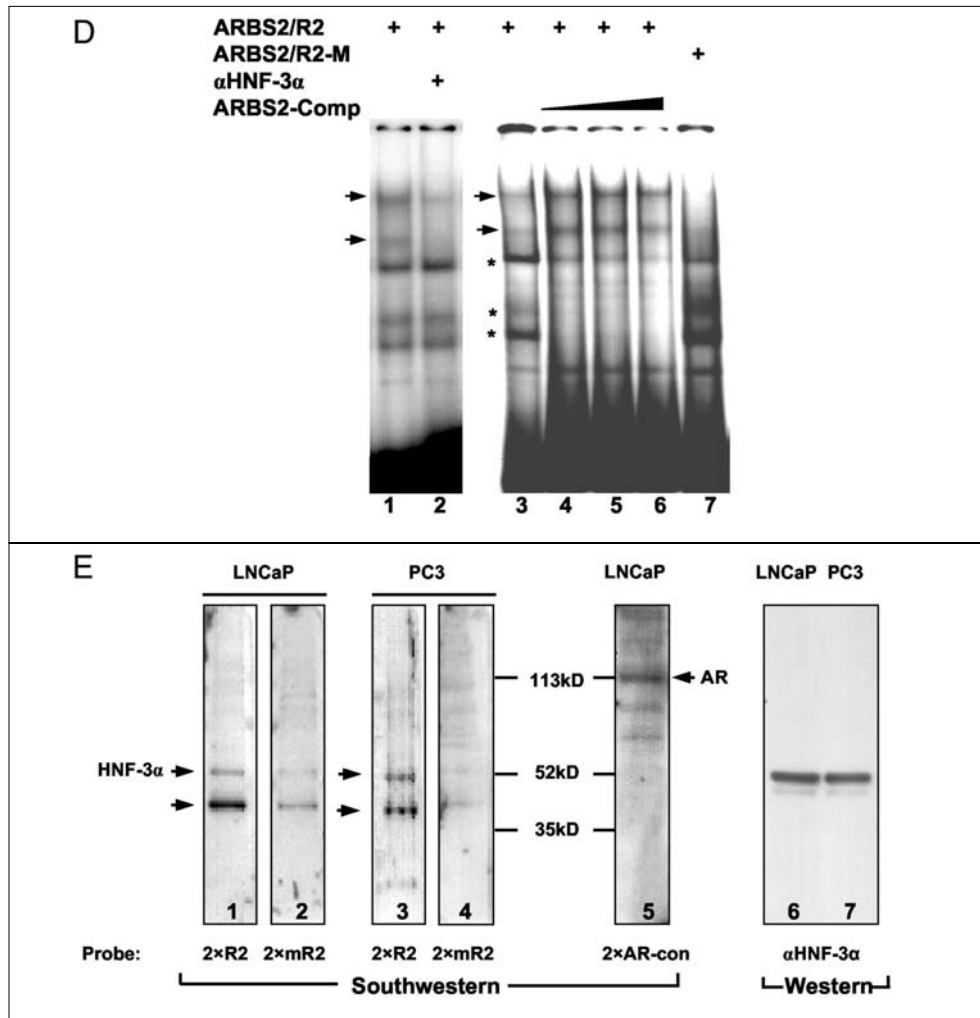 D
ARBS2/R2 + + + + + +
ARBS2/R2-M +
αHNF-3α +
ARBS2-Comp
*
*
*
1 2 3 4 5 6 7
E
LNCaP PC3 LNCaP LNCaP PC3
113kD AR
HNF-3α 52kD
35kD
1 2 3 4 5 6 7
Probe: 2×R2 2×mR2 2×R2 2×mR2 2×AR-con αHNF-3α
Southwestern Western